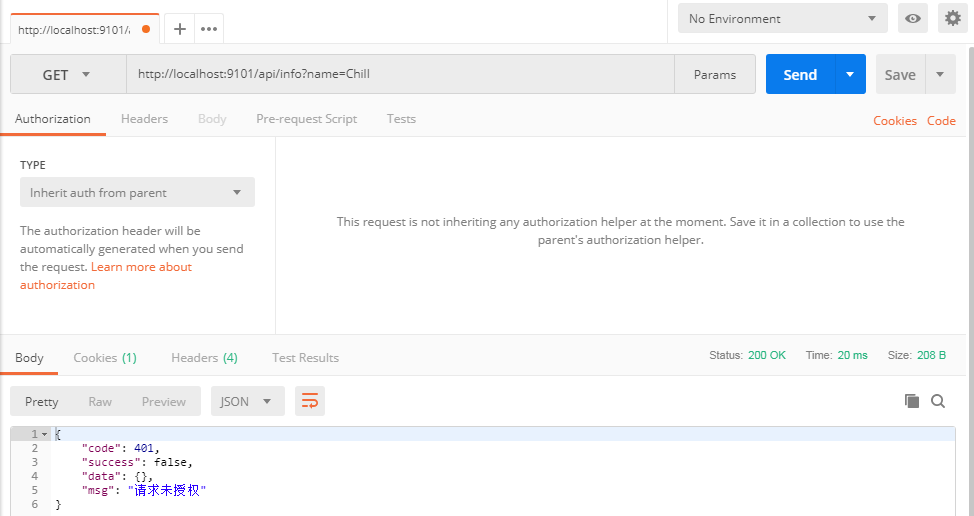 http://localhost:9101/a
+
•••
No Environment
GET
http://localhost:9101/api/info?name=Chill
Params
Send
Save
Authorization
Headers
Body
Pre-request Script
Tests
Cookies
Code
TYPE
Inherit auth from parent
The authorization header will be
automatically generated when you send
the request. Learn more about
authorization
This request is not inheriting any authorization helper at the moment. Save it in a collection to use the
parent's authorization helper.
Body
Cookies (1)
Headers (4)
Test Results
Status: 200 OK
Time: 20 ms
Size: 208 B
Pretty
Raw
Preview
JSON
1 {
2 "code": 401,
3 "success": false,
4 "data": {},
5 "msg": "请求未授权"
6 }